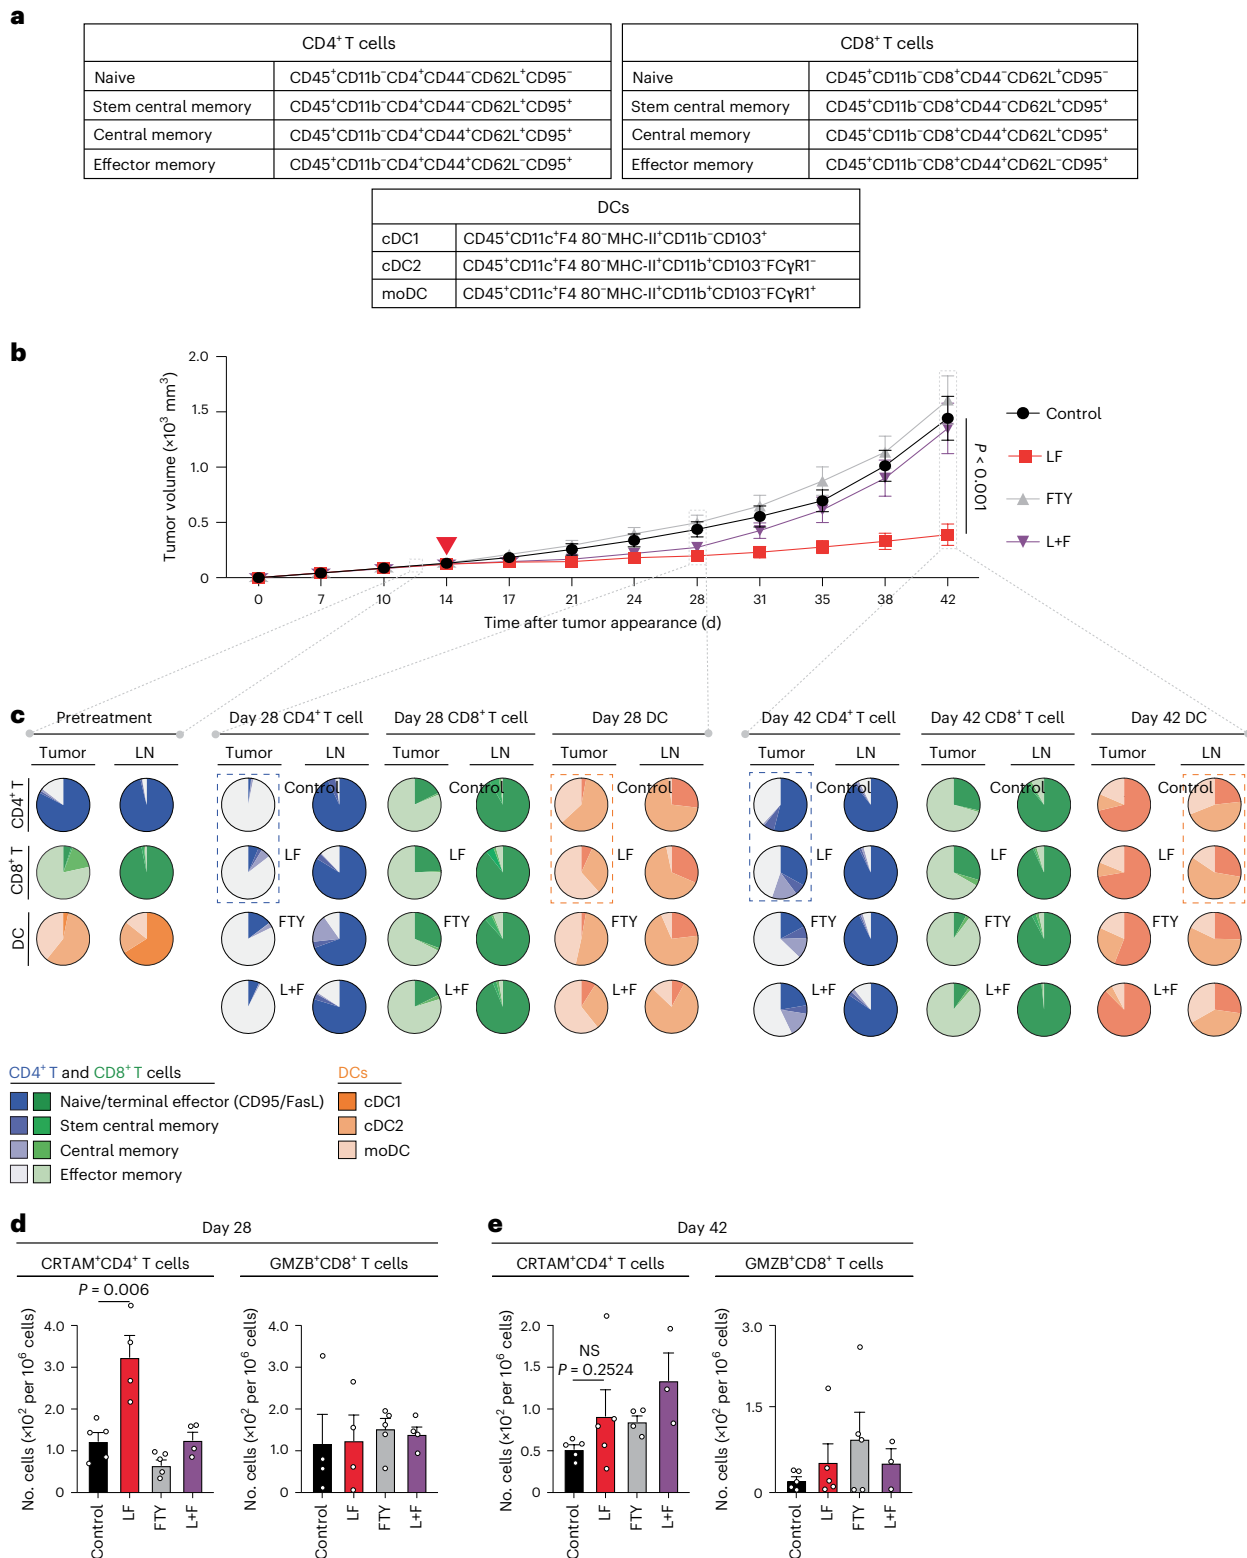 a
CD4⁺ T cells
Naive CD45⁺CD11b⁻CD4⁺CD44⁻CD62L⁺CD95⁻
Stem central memory CD45⁺CD11b⁻CD4⁺CD44⁻CD62L⁺CD95⁺
Central memory CD45⁺CD11b⁻CD4⁺CD44⁺CD62L⁺CD95⁺
Effector memory CD45⁺CD11b⁻CD4⁺CD44⁺CD62L⁻CD95⁺
CD8⁺ T cells
Naive CD45⁺CD11b⁻CD8⁺CD44⁻CD62L⁺CD95⁻
Stem central memory CD45⁺CD11b⁻CD8⁺CD44⁻CD62L⁺CD95⁺
Central memory CD45⁺CD11b⁻CD8⁺CD44⁺CD62L⁺CD95⁺
Effector memory CD45⁺CD11b⁻CD8⁺CD44⁺CD62L⁻CD95⁺
DCs
cDC1 CD45⁺CD11c⁺F4 80⁻MHC-II⁺CD11b⁻CD103⁺
cDC2 CD45⁺CD11c⁺F4 80⁻MHC-II⁺CD11b⁺CD103⁻FCγR1⁻
moDC CD45⁺CD11c⁺F4 80⁻MHC-II⁺CD11b⁺CD103⁻FCγR1⁺
b
Tumor volume (×10³ mm³)
2.0
1.5
1.0
0.5
0
0 7 10 14 17 21 24 28 31 35 38 42
Time after tumor appearance (d)
P < 0.001
Control
LF
FTY
L+F
c
Pretreatment Day 28 CD4⁺ T cell Day 28 CD8⁺ T cell Day 28 DC Day 42 CD4⁺ T cell Day 42 CD8⁺ T cell Day 42 DC
Tumor LN Tumor LN Tumor LN Tumor LN Tumor LN Tumor LN Tumor LN
CD4⁺ T Control Control Control Control Control Control
CD8⁺ T LF LF LF LF LF LF
DC FTY FTY FTY FTY FTY FTY
L+F L+F L+F L+F L+F L+F
CD4⁺ T and CD8⁺ T cells
Naive/terminal effector (CD95/FasL)
Stem central memory
Central memory
Effector memory
DCs
cDC1
cDC2
moDC
d
Day 28
CRTAM⁺CD4⁺ T cells
P = 0.006
No. cells (×10² per 10⁶ cells)
4.0
3.0
2.0
1.0
0
Control LF FTY L+F
GMZB⁺CD8⁺ T cells
No. cells (×10² per 10⁶ cells)
4.0
3.0
2.0
1.0
0
Control LF FTY L+F
e
Day 42
CRTAM⁺CD4⁺ T cells
NS
P = 0.2524
No. cells (×10² per 10⁶ cells)
2.0
1.5
1.0
0.5
0
Control LF FTY L+F
GMZB⁺CD8⁺ T cells
No. cells (×10² per 10⁶ cells)
3.0
1.5
0
Control LF FTY L+F